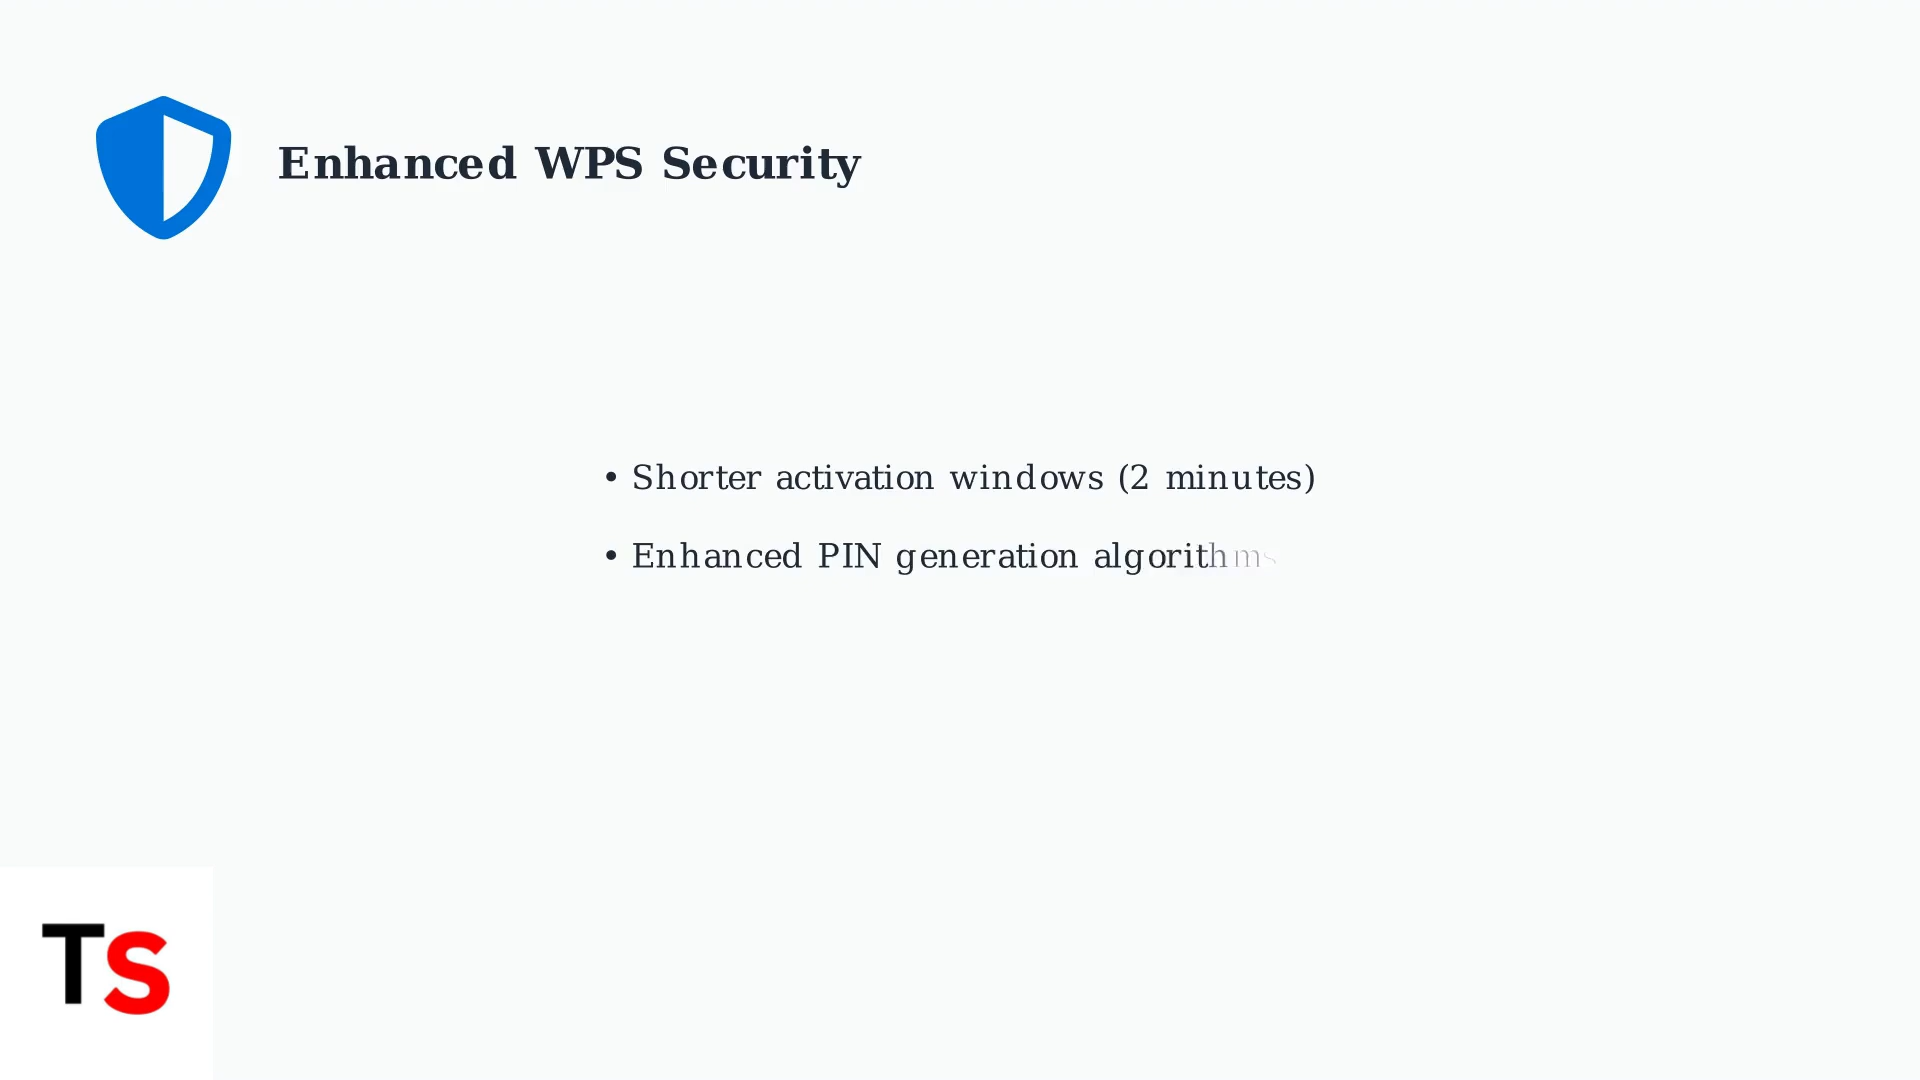 Enhanced WPS Security
• Shorter activation windows (2 minutes)
• Enhanced PIN generation algorithms
TS